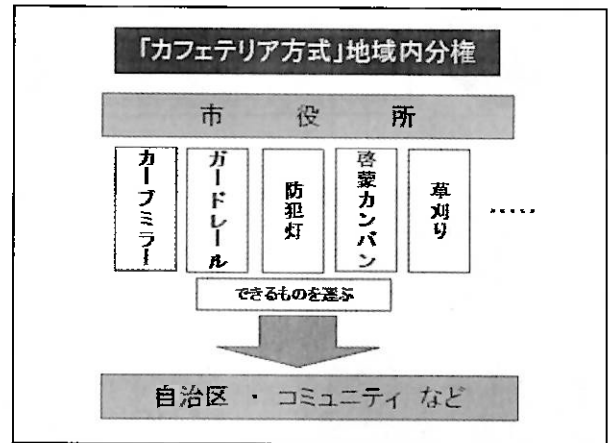 「カフェテリア方式」地域内分権
市役所
カーブミラー
ガードレール
防犯灯
啓蒙カンバン
草刈り
.....
できるものを選ぶ
自治区・コミュニティなど